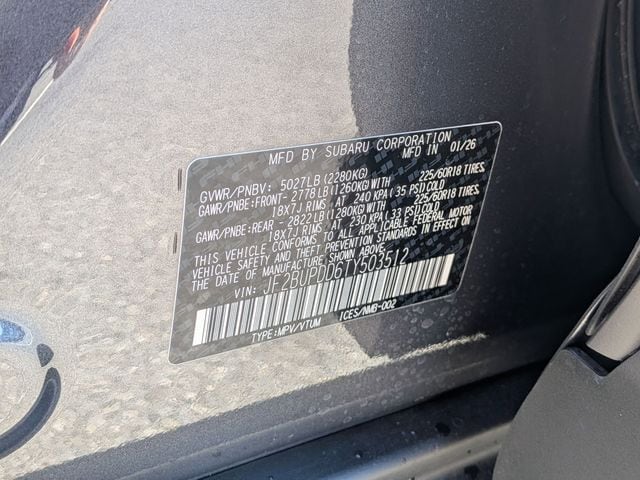 MFD BY SUBARU CORPORATION
MFD IN 01/26
GVWR/PNBV: 5027LB(2280KG)
GAWR/PNBE:FRONT- 2778LB(1260KG)WITH 225/60R18 TIRES,
18X7J RIMS AT 240 KPA( 35 PSI)COLD
GAWR/PNBE:REAR - 2822LB(1280KG)WITH 225/60R18 TIRES,
18X7J RIMS AT 230 KPA( 33 PSI)COLD
THIS VEHICLE CONFORMS TO ALL APPLICABLE FEDERAL MOTOR
VEHICLE SAFETY AND THEFT PREVENTION STANDARDS IN EFFECT ON
THE DATE OF MANUFACTURE SHOWN ABOVE.
VIN: JF2BUPDD6TY503512
TYPE:MPV/VTUM ICES/NMB-002